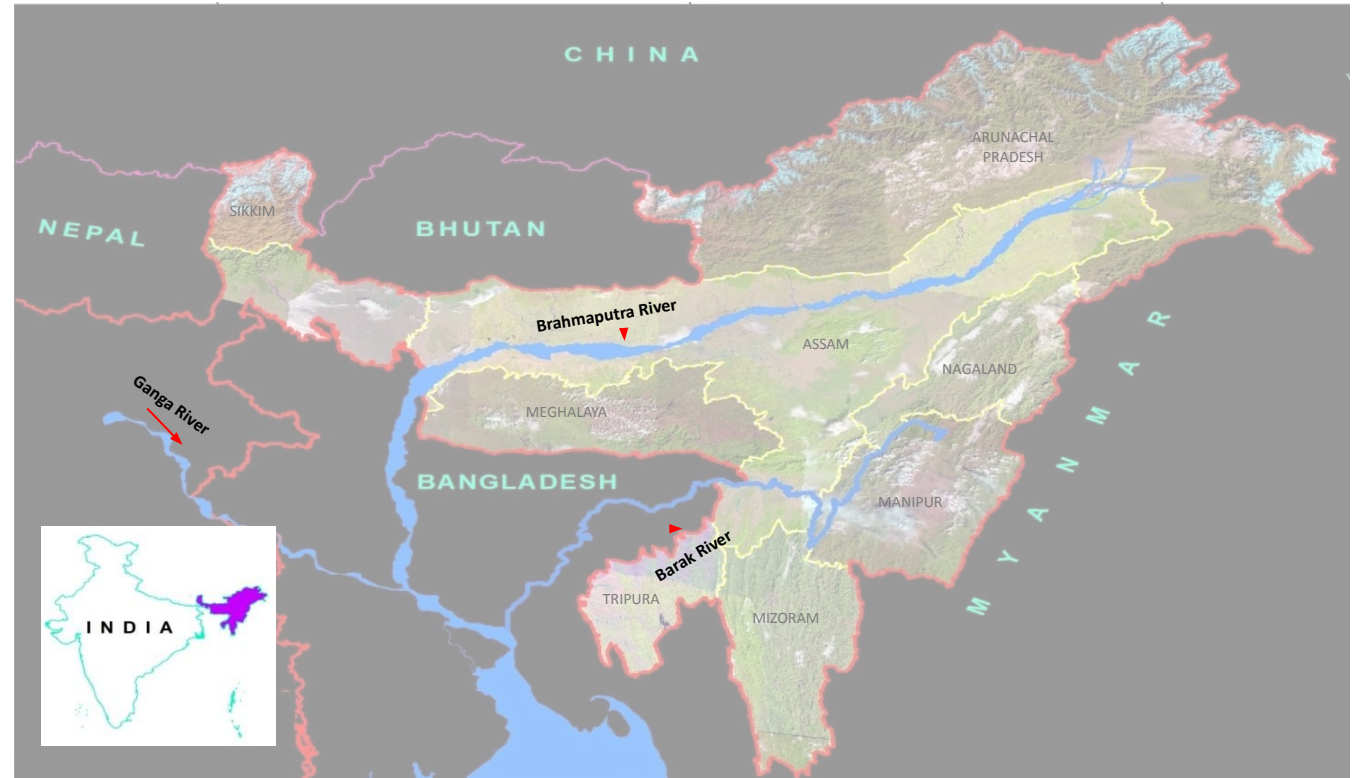 CHINA
ARUNACHAL
PRADESH
SIKKIM
NEPAL
BHUTAN
Brahmaputra River
ASSAM
NAGALAND
MYANMAR
Ganga River
MEGHALAYA
BANGLADESH
MANIPUR
Barak River
TRIPURA
MIZORAM
INDIA